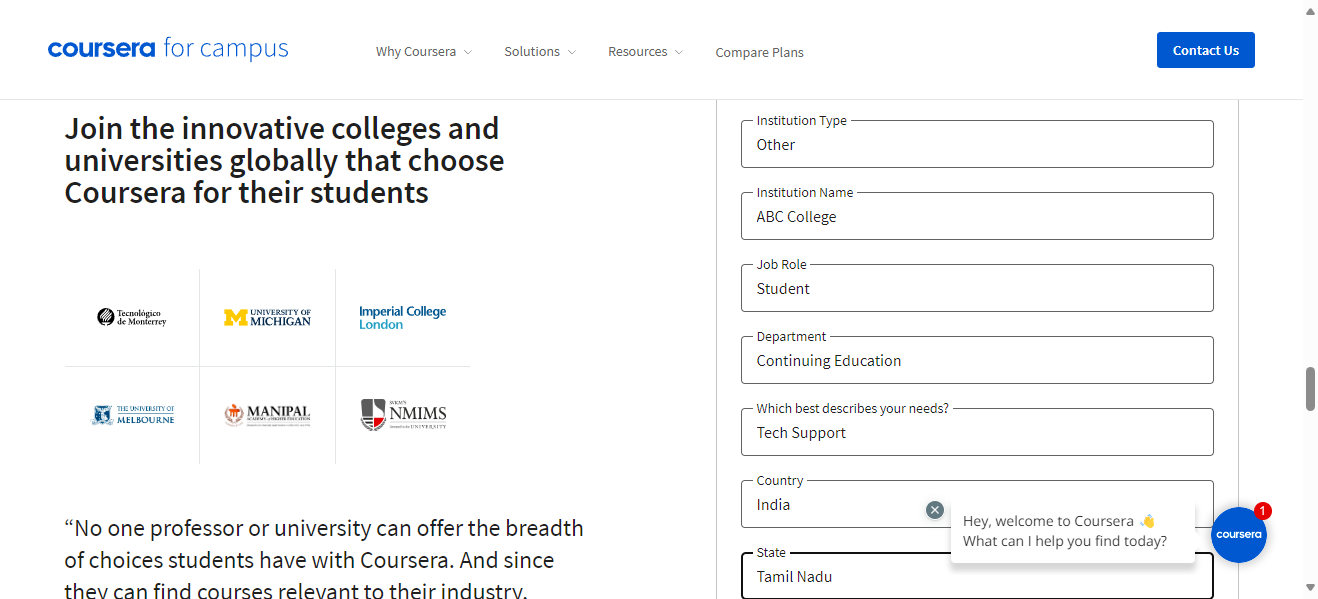 coursera for campus
Why Coursera
Solutions
Resources
Compare Plans
Contact Us
Join the innovative colleges and
universities globally that choose
Coursera for their students
Tecnológico
de Monterrey
UNIVERSITY OF
MICHIGAN
Imperial College
London
THE UNIVERSITY OF
MELBOURNE
MANIPAL
ACADEMY of HIGHER EDUCATION
SVKM'S
NMIMS
UNIVERSITY
“No one professor or university can offer the breadth
of choices students have with Coursera. And since
they can find courses relevant to their industry,
Institution Type
Other
Institution Name
ABC College
Job Role
Student
Department
Continuing Education
Which best describes your needs?
Tech Support
Country
India
State
Tamil Nadu
Hey, welcome to Coursera 👋
What can I help you find today?
coursera
1